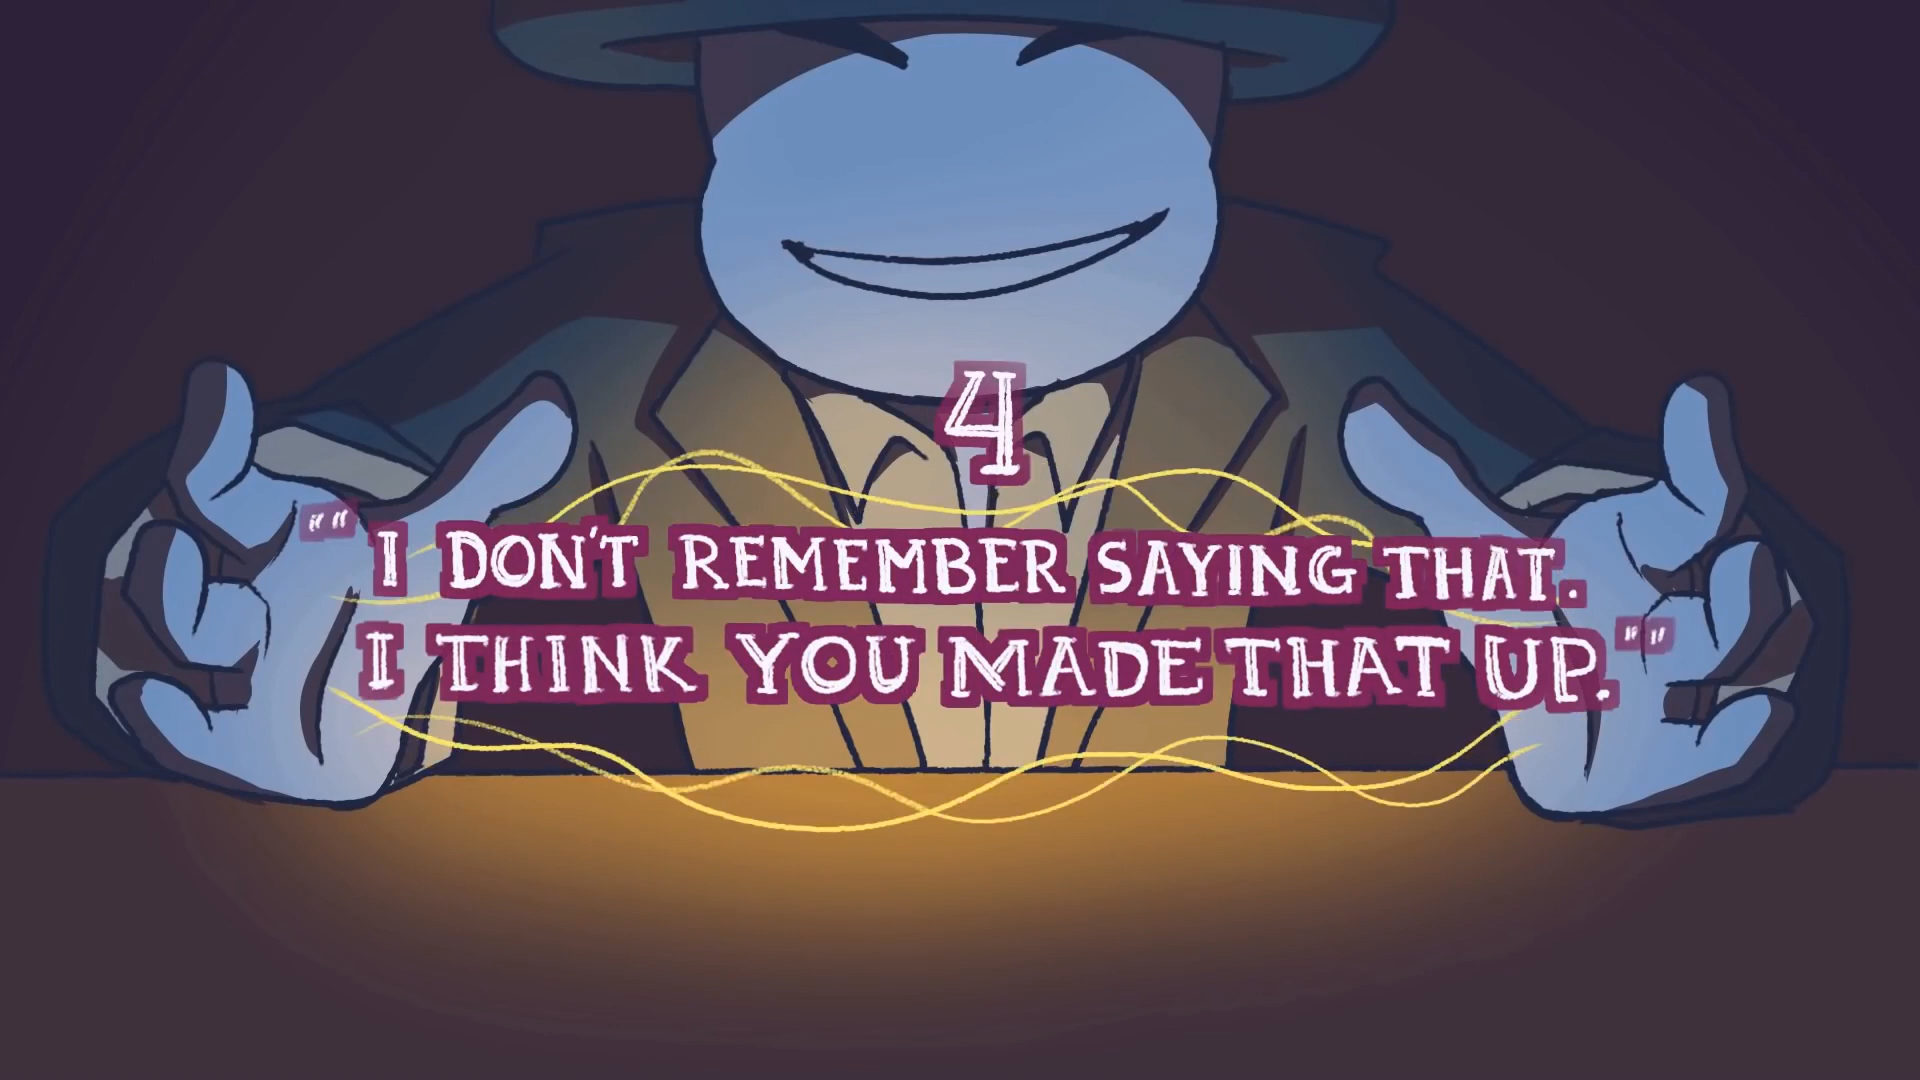 4
““ I DON'T REMEMBER SAYING THAT.
I THINK YOU MADE THAT UP.””